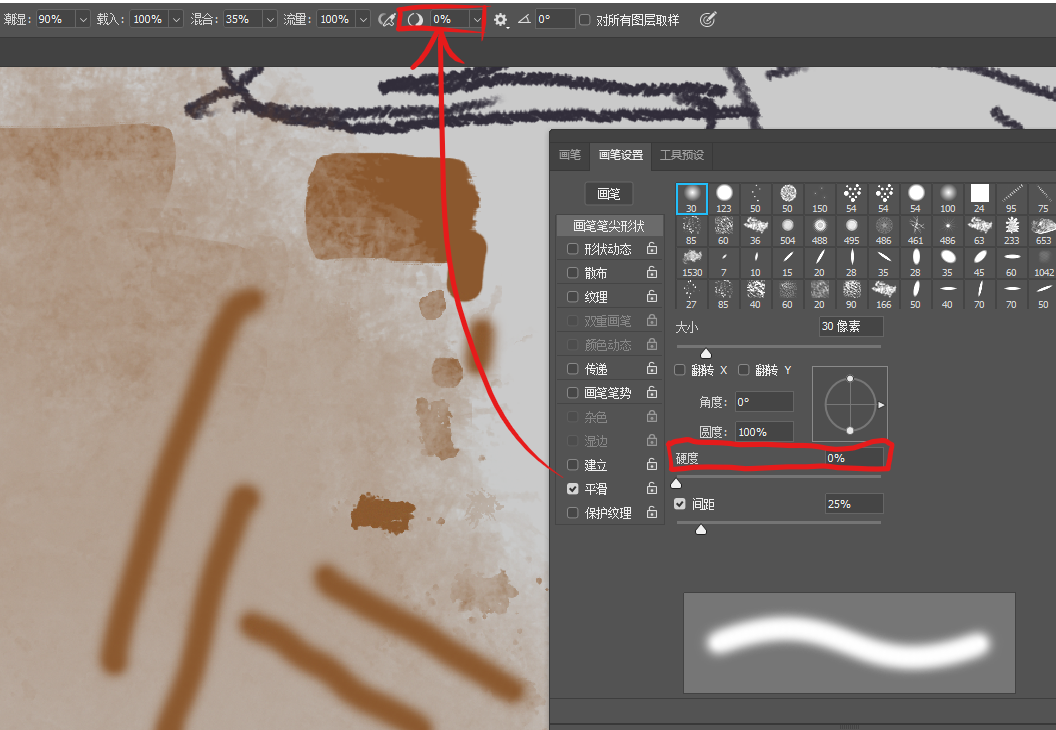 潮湿: 90% 载入: 100% 混合: 35% 流量: 100% 0% 0° 对所有图层取样
画笔 画笔设置 工具预设
画笔
画笔笔尖形状
形状动态
散布
纹理
双重画笔
颜色动态
传递
画笔笔势
杂色
湿边
建立
平滑
保护纹理
30 123 50 50 150 54 54 54 100 24 95 75
85 60 36 504 488 495 486 461 486 63 233 653
1530 7 10 15 20 28 35 28 35 45 60 1042
27 85 40 60 20 90 166 50 40 70 70 50
大小 30 像素
翻转 X 翻转 Y
角度: 0°
圆度: 100%
硬度 0%
间距 25%